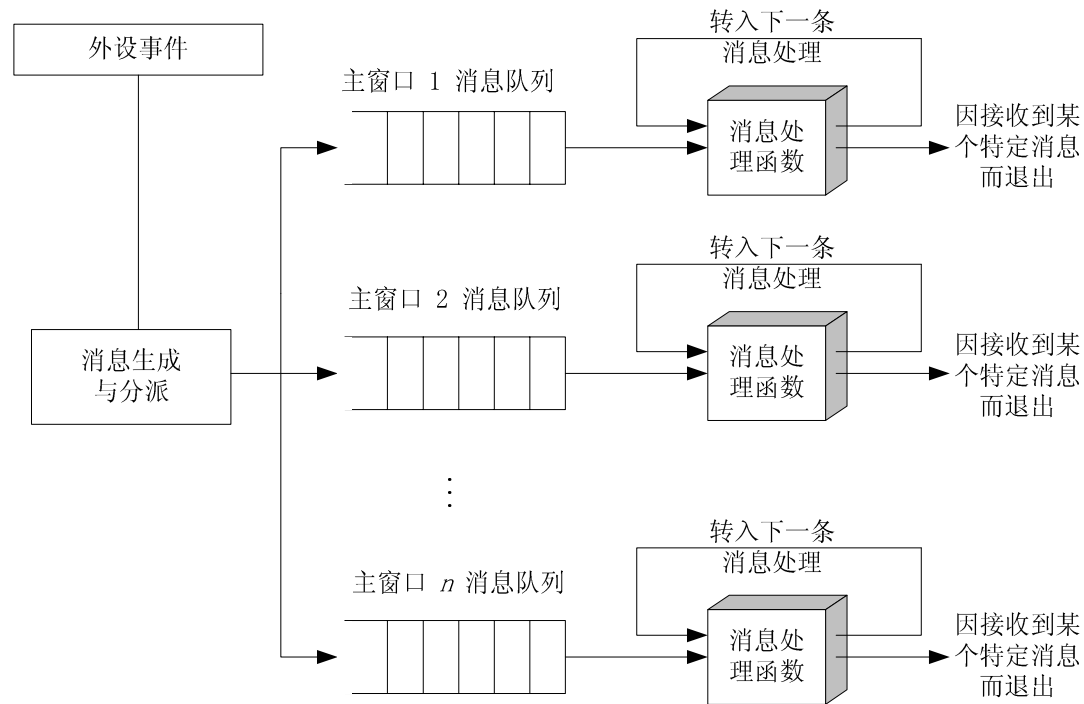 外设事件
消息生成
与分派
主窗口 1 消息队列
转入下一条
消息处理
消息处
理函数
因接收到某
个特定消息
而退出
主窗口 2 消息队列
转入下一条
消息处理
消息处
理函数
因接收到某
个特定消息
而退出
⋮
主窗口 n 消息队列
转入下一条
消息处理
消息处
理函数
因接收到某
个特定消息
而退出